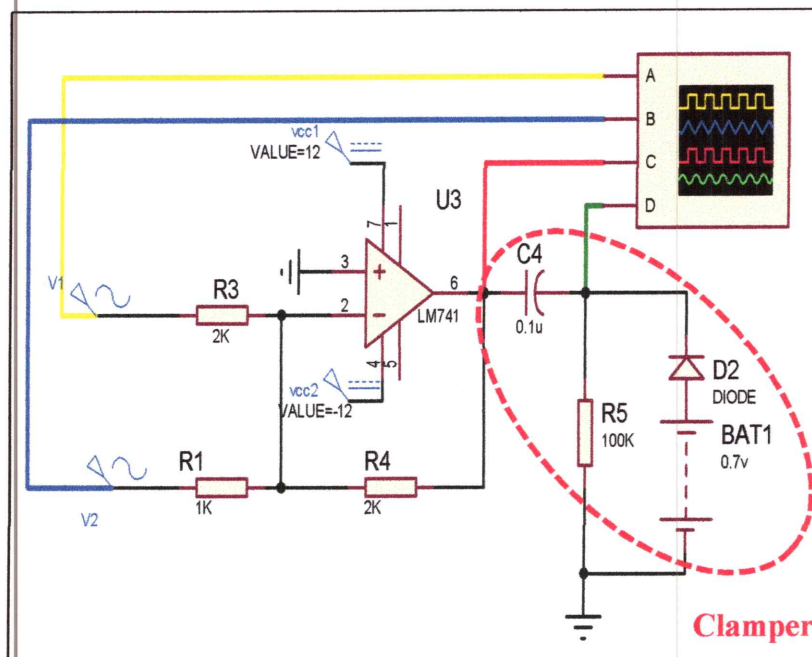 A
B
C
D
vcc1
VALUE=12
U3
7
1
3
+
2
−
6
LM741
4
5
vcc2
VALUE=-12
V1
R3
2K
C4
0.1u
D2
DIODE
R5
100K
BAT1
0.7v
R1
1K
R4
2K
V2
Clamper